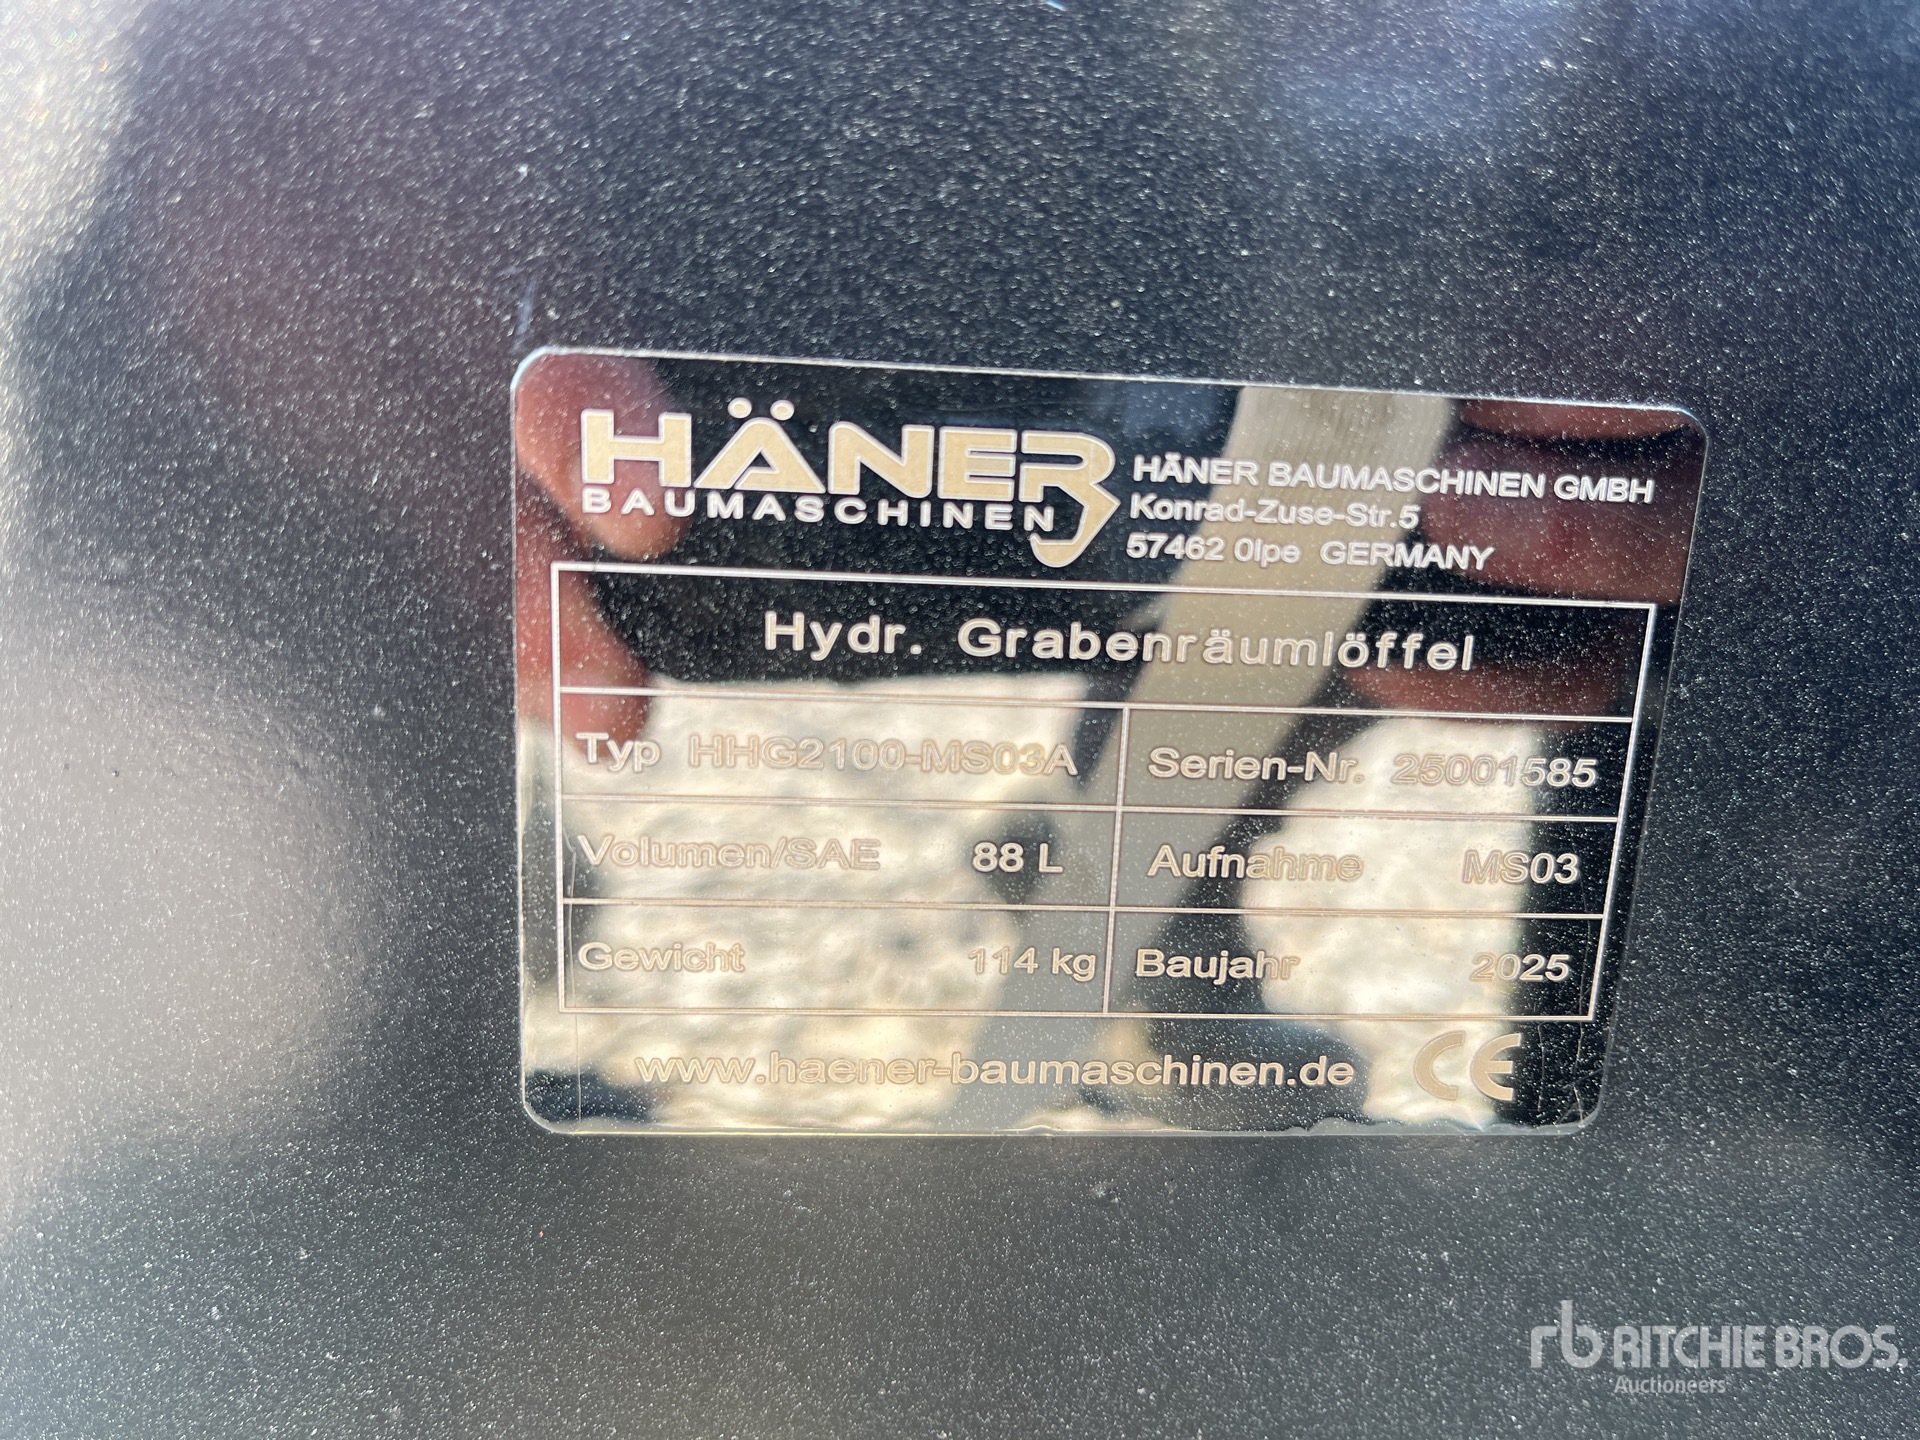 HÄNER
BAUMASCHINEN
HÄNER BAUMASCHINEN GMBH
Konrad-Zuse-Str.5
57462 Olpe GERMANY
Hydr. Grabenräumlöffel
Typ HHG2100-MS03A Serien-Nr. 25001585
Volumen/SAE 88 L Aufnahme MS03
Gewicht 114 kg Baujahr 2025
www.haener-baumaschinen.de CE
rb RITCHIE BROS.
Auctioneers